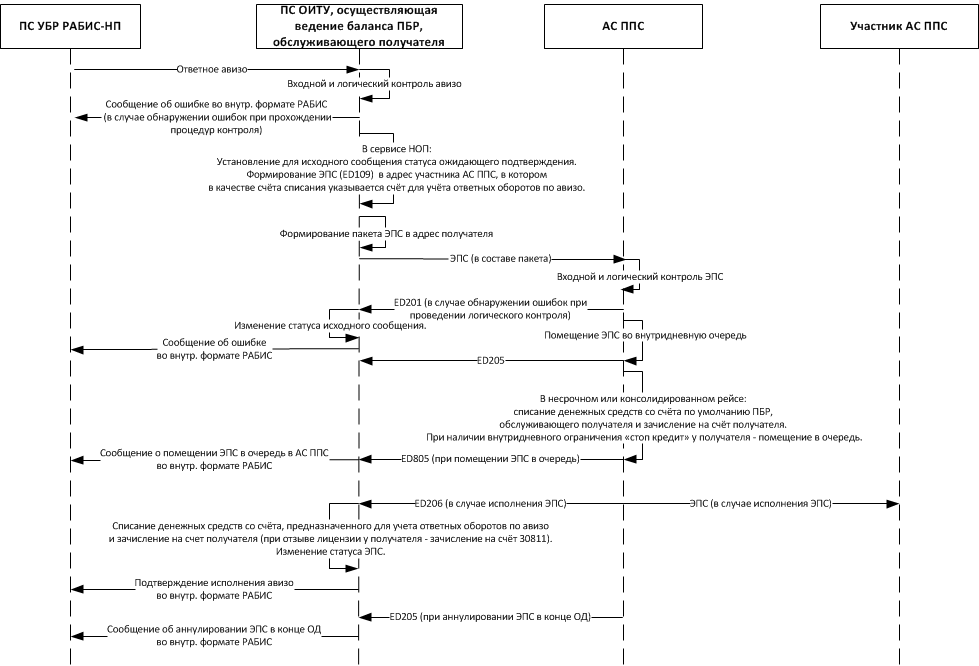 ПС УБР РАБИС-НП
ПС ОИТУ, осуществляющая
ведение баланса ПБР,
обслуживающего получателя
АС ППС
Участник АС ППС
Ответное авизо
Входной и логический контроль авизо
Сообщение об ошибке во внутр. формате РАБИС
(в случае обнаружении ошибок при прохождении
процедур контроля)
В сервисе НОП:
Установление для исходного сообщения статуса ожидающего подтверждения.
Формирование ЭПС (ED109) в адрес участника АС ППС, в котором
в качестве счёта списания указывается счёт для учёта ответных оборотов по авизо.
Формирование пакета ЭПС в адрес получателя
ЭПС (в составе пакета)
Входной и логический контроль ЭПС
ED201 (в случае обнаружении ошибок при
проведении логического контроля)
Изменение статуса исходного сообщения.
Помещение ЭПС во внутридневную очередь
Сообщение об ошибке
во внутр. формате РАБИС
ED205
В несрочном или консолидированном рейсе:
списание денежных средств со счёта по умолчанию ПБР,
обслуживающего получателя и зачисление на счёт получателя.
При наличии внутридневного ограничения «стоп кредит» у получателя - помещение в очередь.
Сообщение о помещении ЭПС в очередь в АС ППС
во внутр. формате РАБИС
ED805 (при помещении ЭПС в очередь)
ED206 (в случае исполнения ЭПС)
ЭПС (в случае исполнения ЭПС)
Списание денежных средств со счёта, предназначенного для учета ответных оборотов по авизо
и зачисление на счет получателя (при отзыве лицензии у получателя - зачисление на счёт 30811).
Изменение статуса ЭПС.
Подтверждение исполнения авизо
во внутр. формате РАБИС
ED205 (при аннулировании ЭПС в конце ОД)
Сообщение об аннулировании ЭПС в конце ОД
во внутр. формате РАБИС